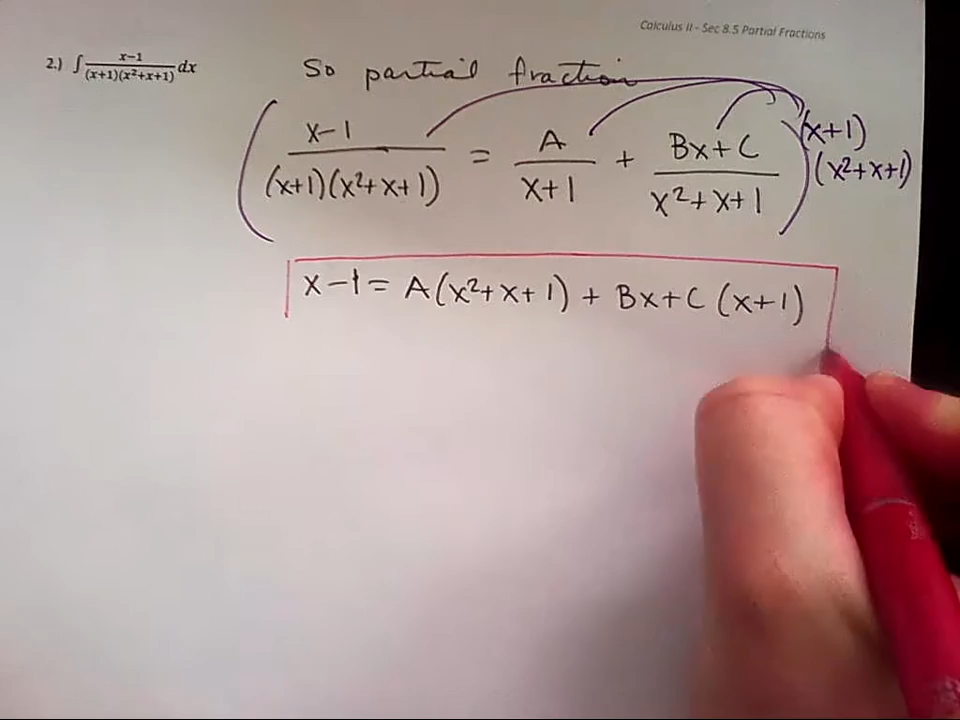 Calculus II - Sec 8.5 Partial Fractions
2.) ∫ x−1/(x+1)(x²+x+1) dx
So partial fraction
( x-1/(x+1)(x²+x+1) = A/x+1 + Bx+C/x²+x+1 ) (x+1)(x²+x+1)
x-1 = A(x²+x+1) + Bx+C (x+1)